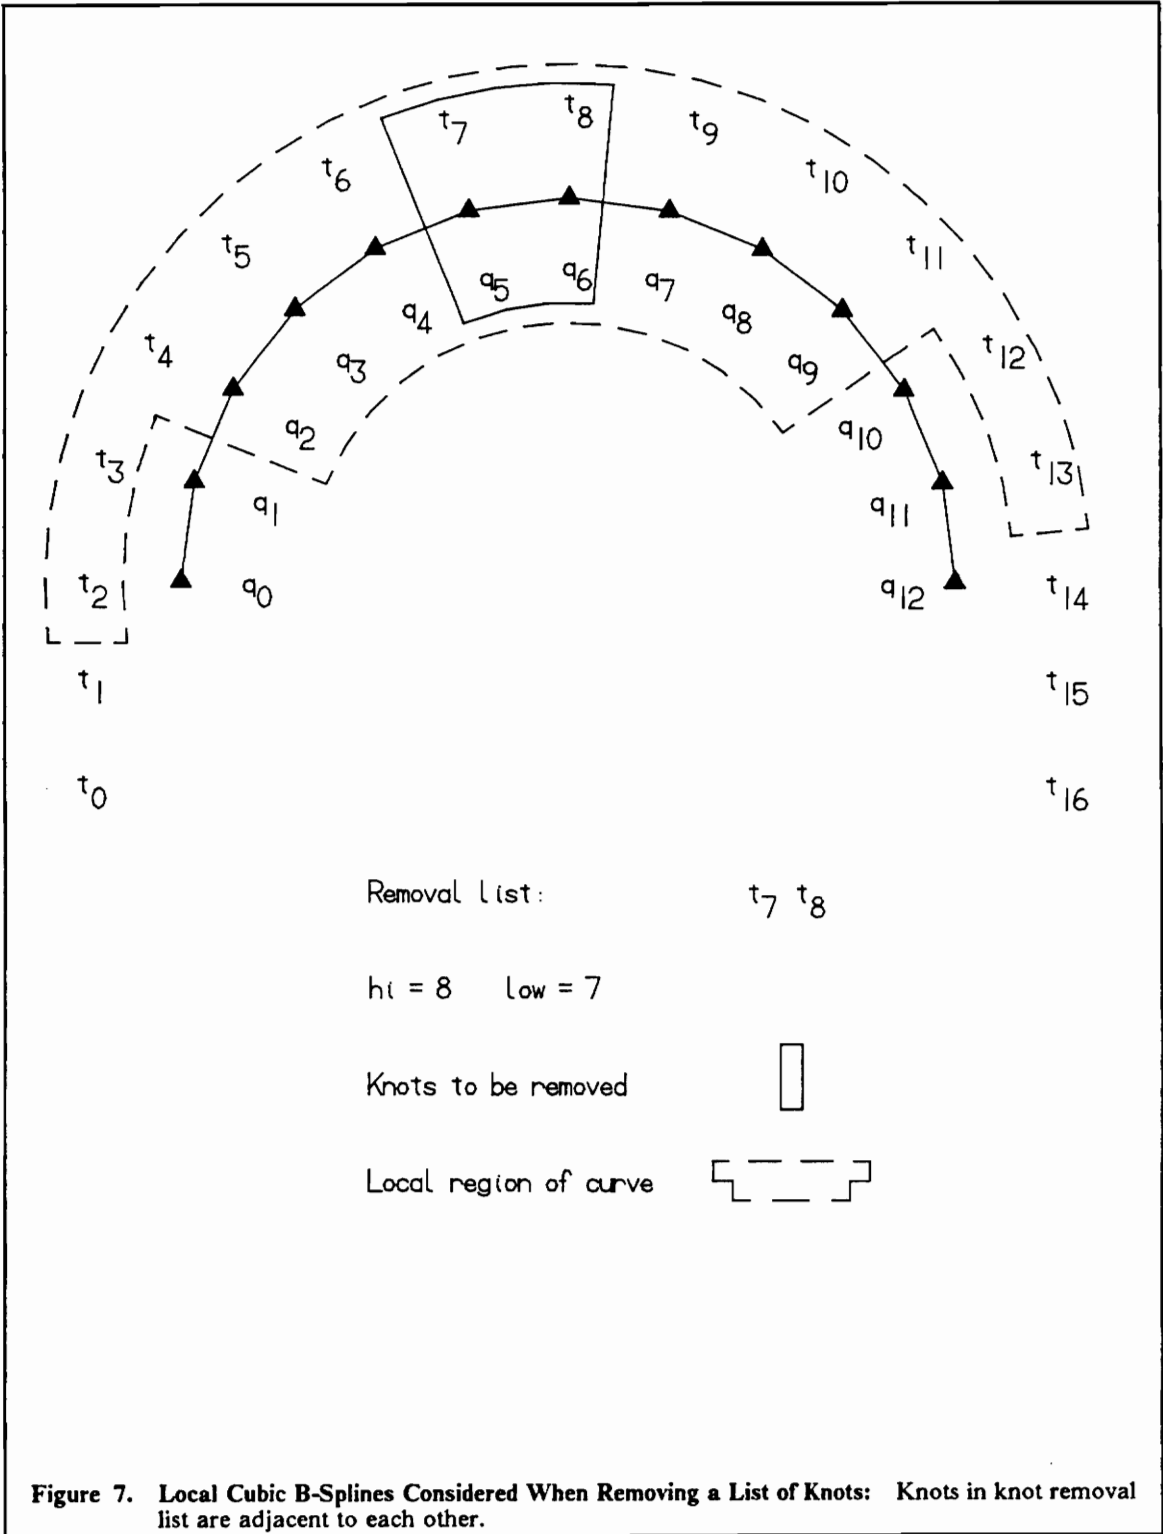 t7 t8 t9
t6 t10
t5 t11
q5 q6 q7
q4 q8
t4 t12
q3 q9
q2 q10
t3 t13
q1 q11
t2 q0 q12 t14
t1 t15
t0 t16
Removal list: t7 t8
hi = 8 low = 7
Knots to be removed
Local region of curve
Figure 7. Local Cubic B-Splines Considered When Removing a List of Knots: Knots in knot removal
list are adjacent to each other.